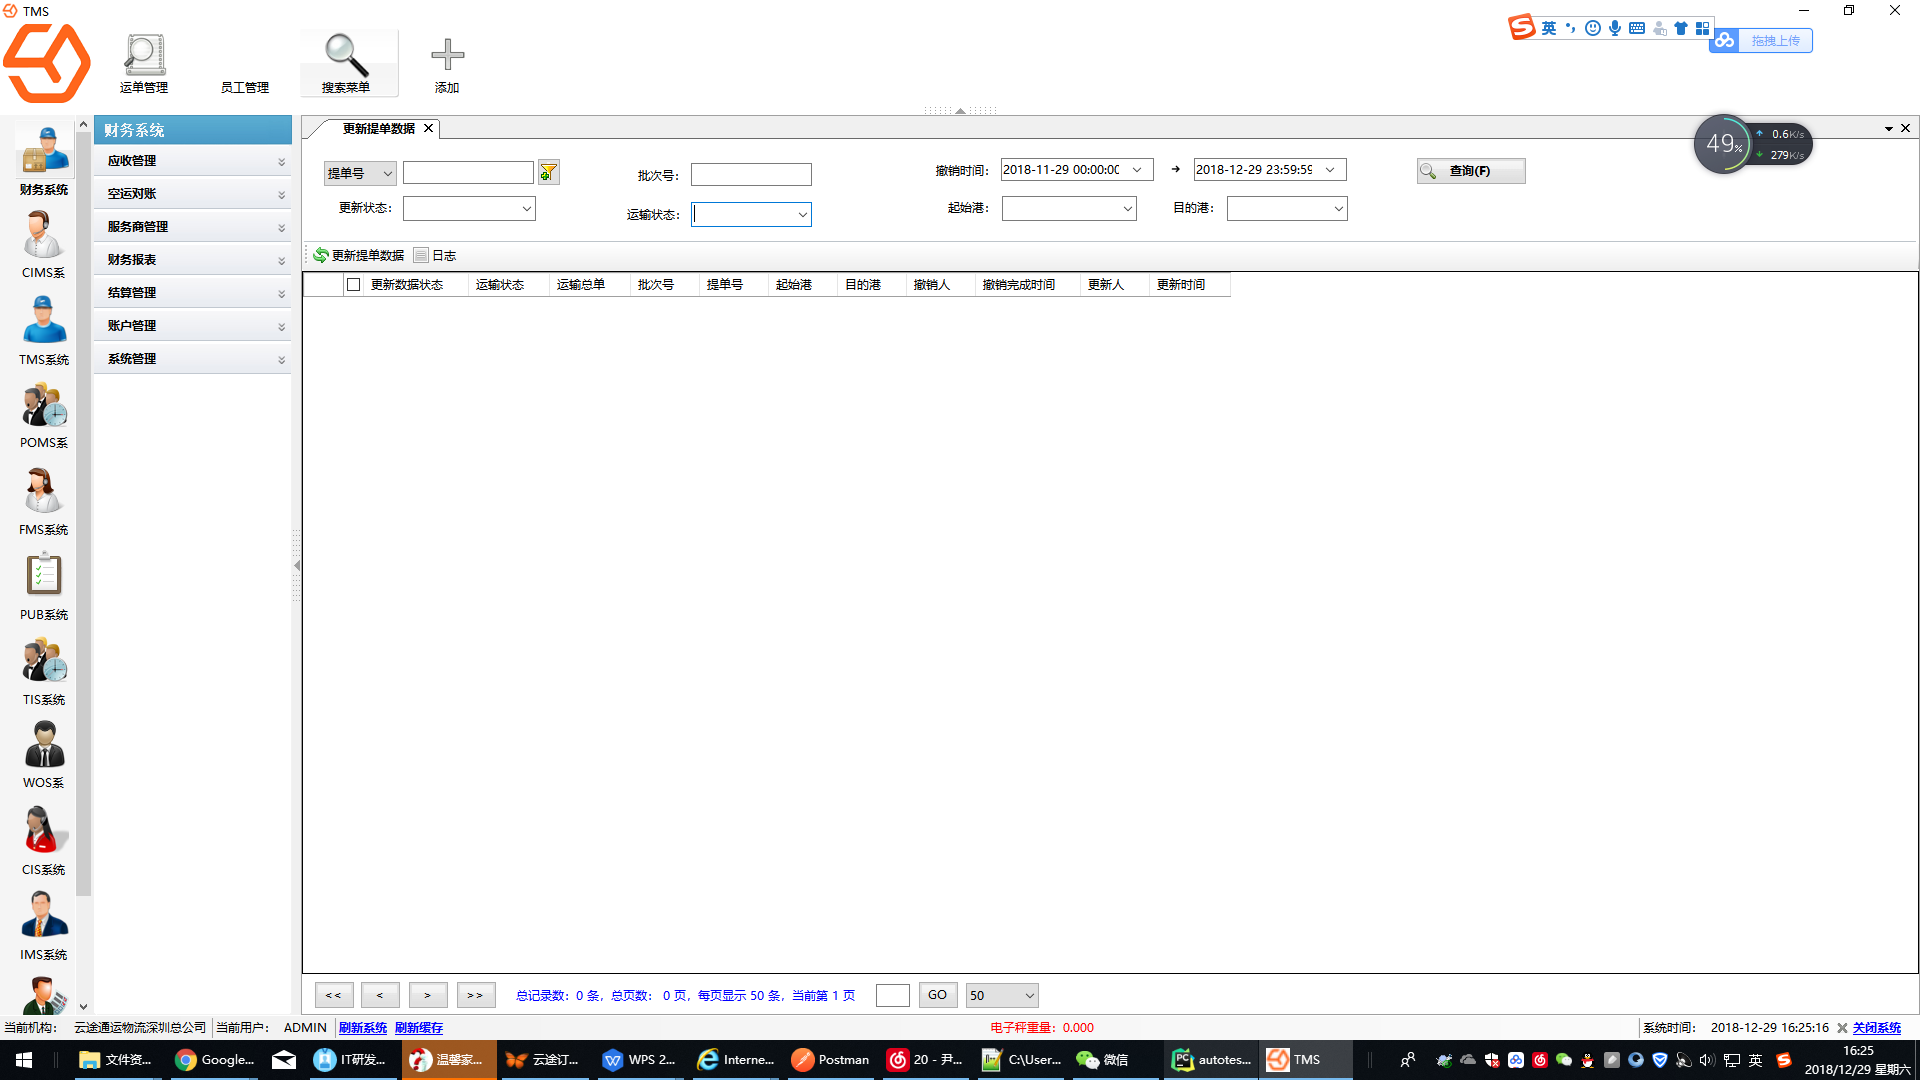 TMS
运单管理
员工管理
搜索菜单
添加
英
拖拽上传
49%
0.6K/s
279K/s
财务系统
CIMS系
TMS系统
POMS系
FMS系统
PUB系统
TIS系统
WOS系
CIS系统
IMS系统
财务系统
应收管理
空运对账
服务商管理
财务报表
结算管理
账户管理
系统管理
更新提单数据
提单号
批次号:
撤销时间:
2018-11-29 00:00:00
2018-12-29 23:59:59
查询(F)
更新状态:
运输状态:
起始港:
目的港:
更新提单数据
日志
更新数据状态 运输状态 运输总单 批次号 提单号 起始港 目的港 撤销人 撤销完成时间 更新人 更新时间
<< < > >> 总记录数: 0 条, 总页数: 0 页, 每页显示 50 条, 当前第 1 页 GO 50
当前机构: 云途通运物流深圳总公司 当前用户: ADMIN 刷新系统 刷新缓存 电子秤重量: 0.000 系统时间: 2018-12-29 16:25:16 关闭系统
文件资... Google... IT研发... 温馨家... 云途订... WPS 2... Interne... Postman 20 - 尹... C:\User... 微信 autotes... TMS 英 16:25
2018/12/29 星期六